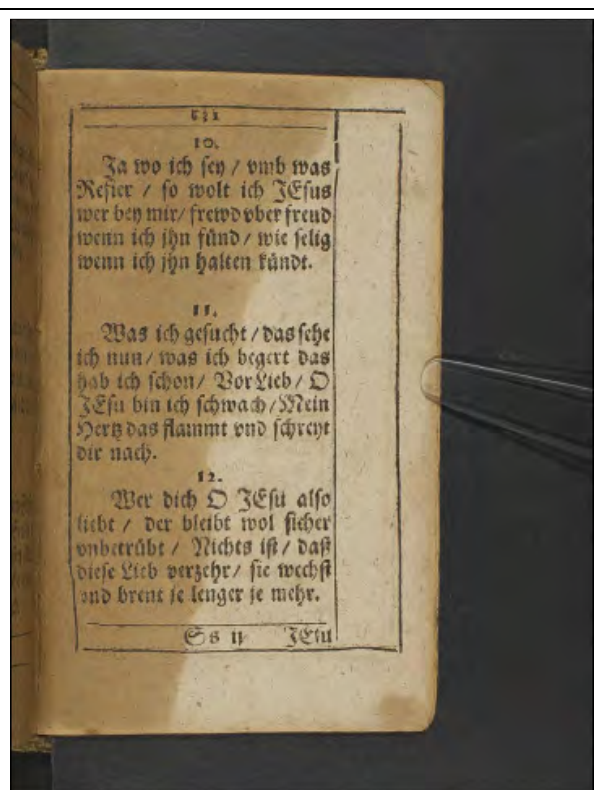 10.
Ja wo ich sey / vmb was
Refier / so wolt ich JEsus
wer bey mir / frewd vber freud
wenn ich jhn fünd / wie selig
wenn ich jhn halten kündt.
11.
Was ich gesucht / das sehe
ich nun / was ich begert das
hab ich schon / Vor Lieb / O
JEsu bin ich schwach / Mein
Hertz das flammt vnd schreyt
dir nach.
12.
Wer dich O JEsu also
liebt / der bleibt wol sicher
vnbetrübt / Nichts ist / daß
diese Lieb verzehr / sie wechst
vnd brent je lenger je mehr.
Ss ij JEsu